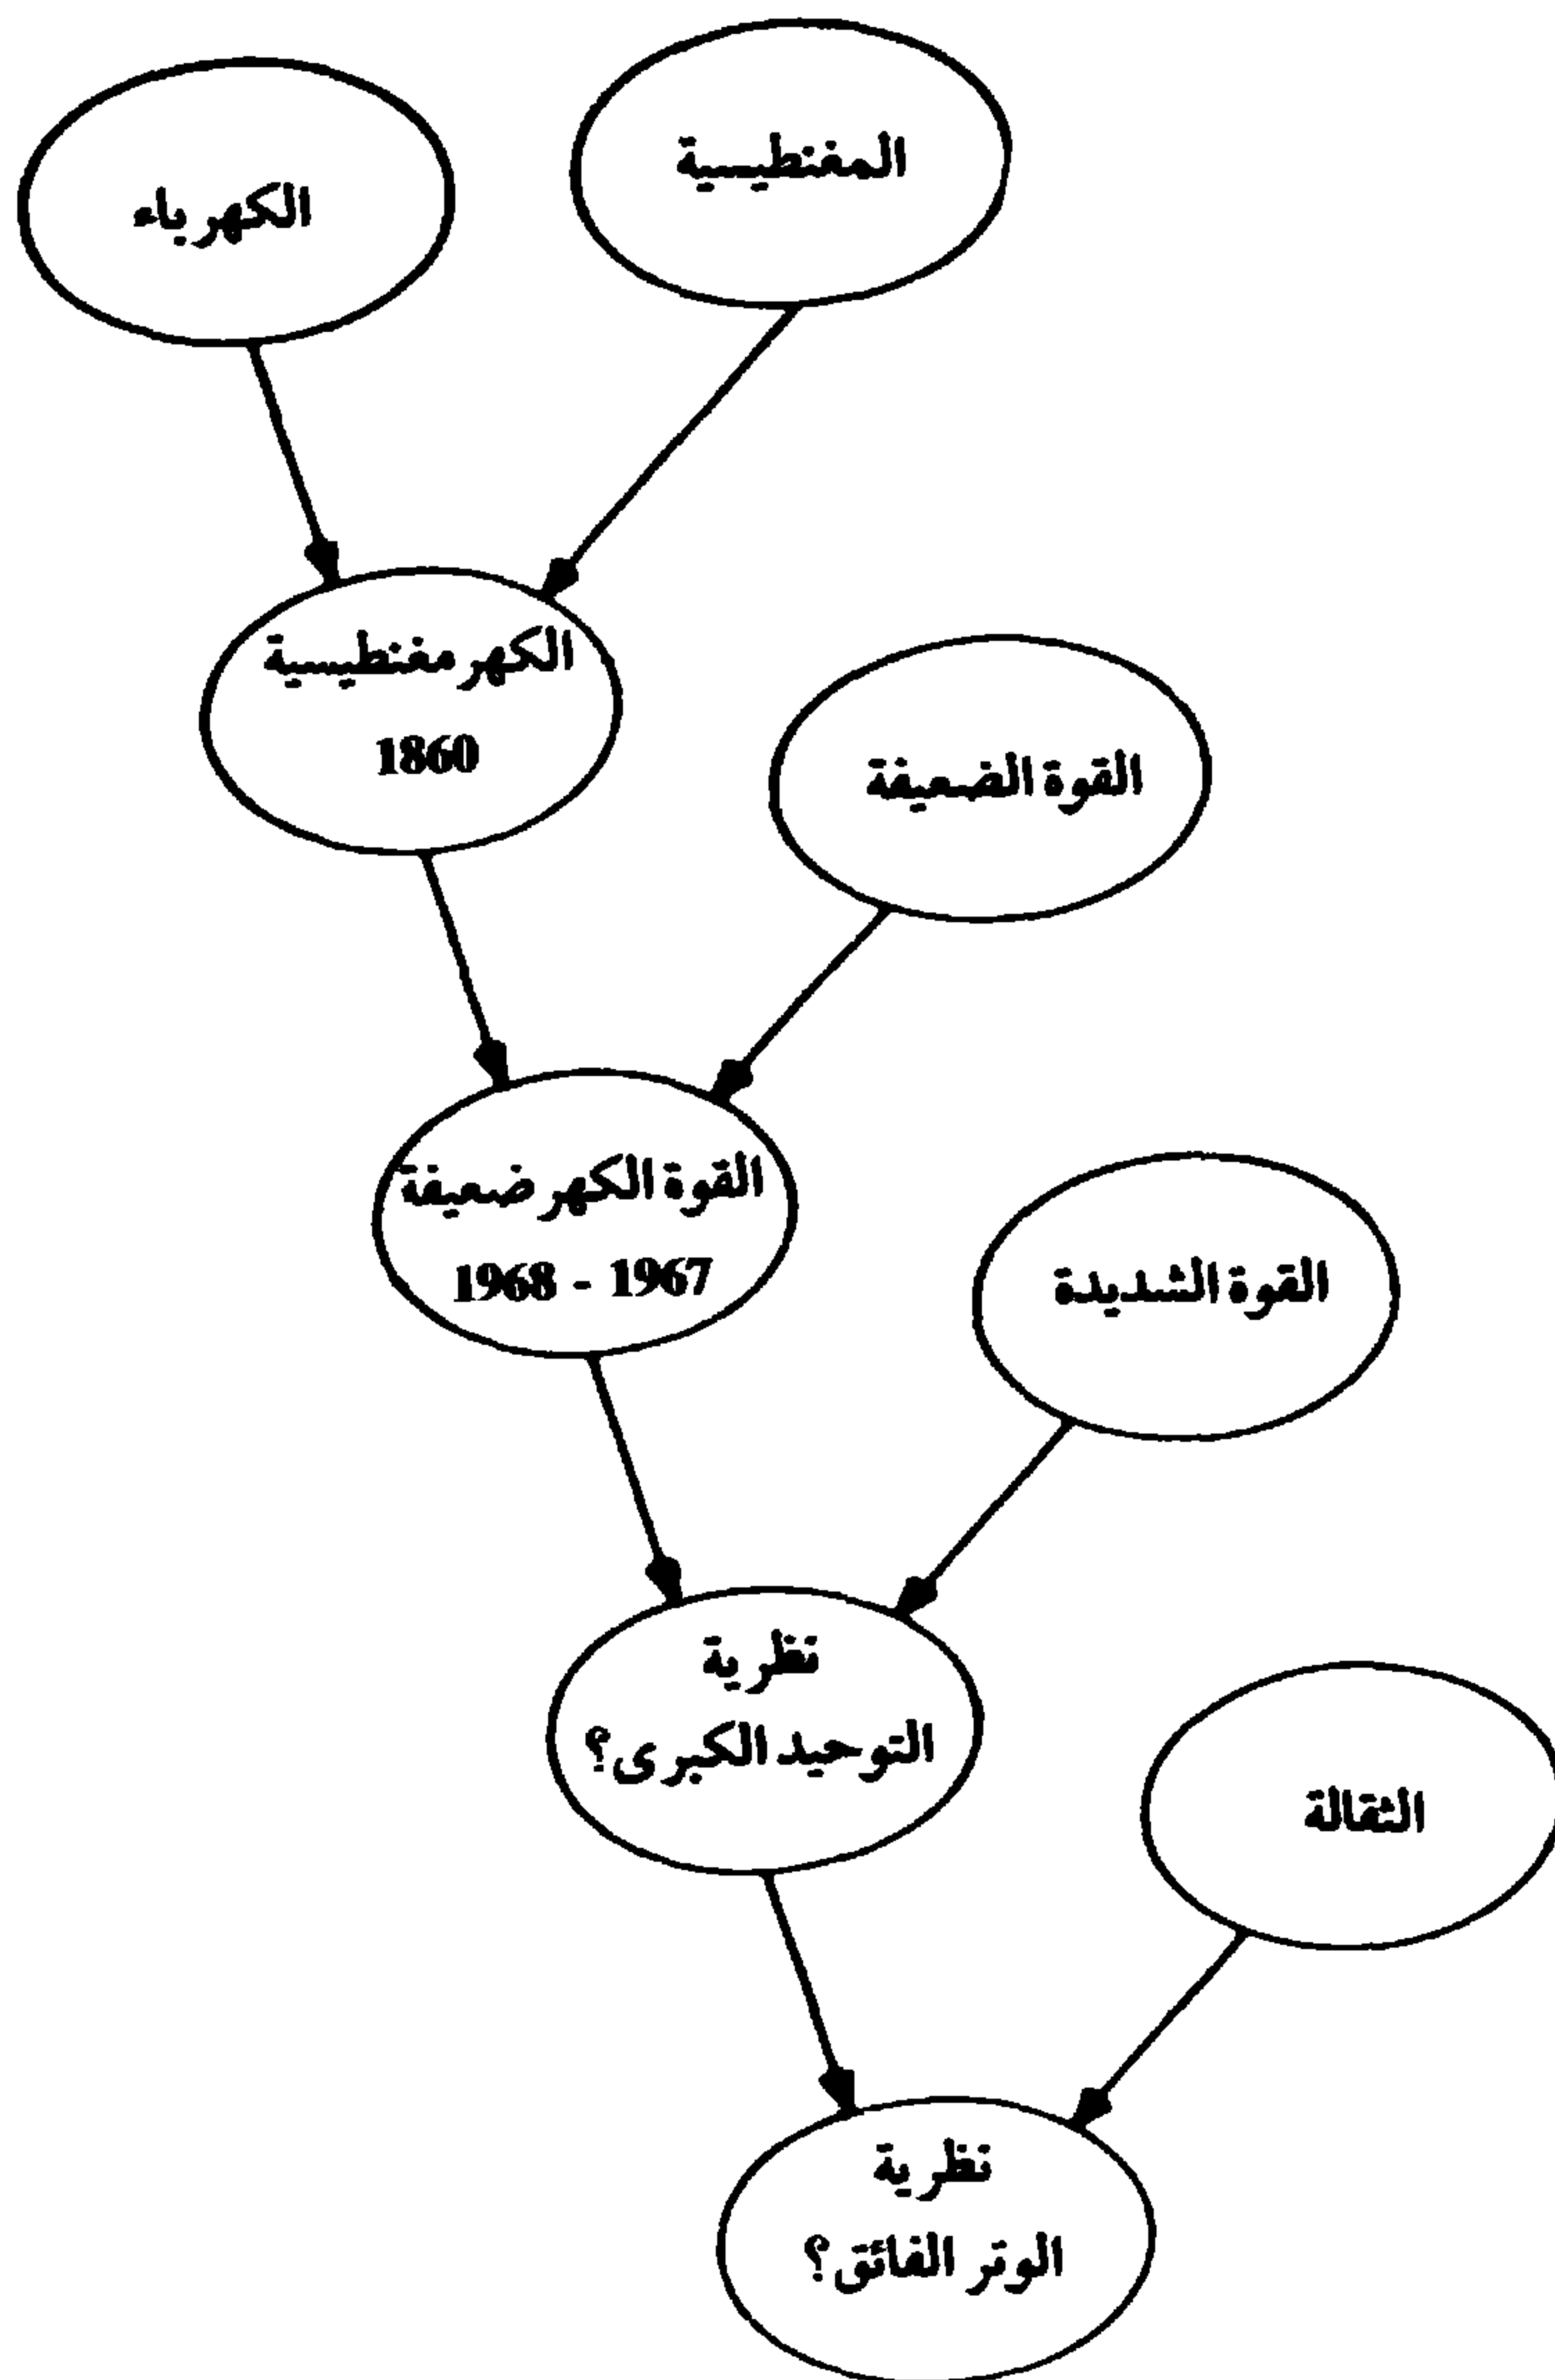 المغنطيسية
الكهرباء
الكهرمغنطيسية
1860
القوة الضعيفة
القوة الكهرضعيفة
1968 - 1967
القوة الشديدة
نظرية
التوحيد الكبرى؟
الثقالة
نظرية
الوتر الفائق؟